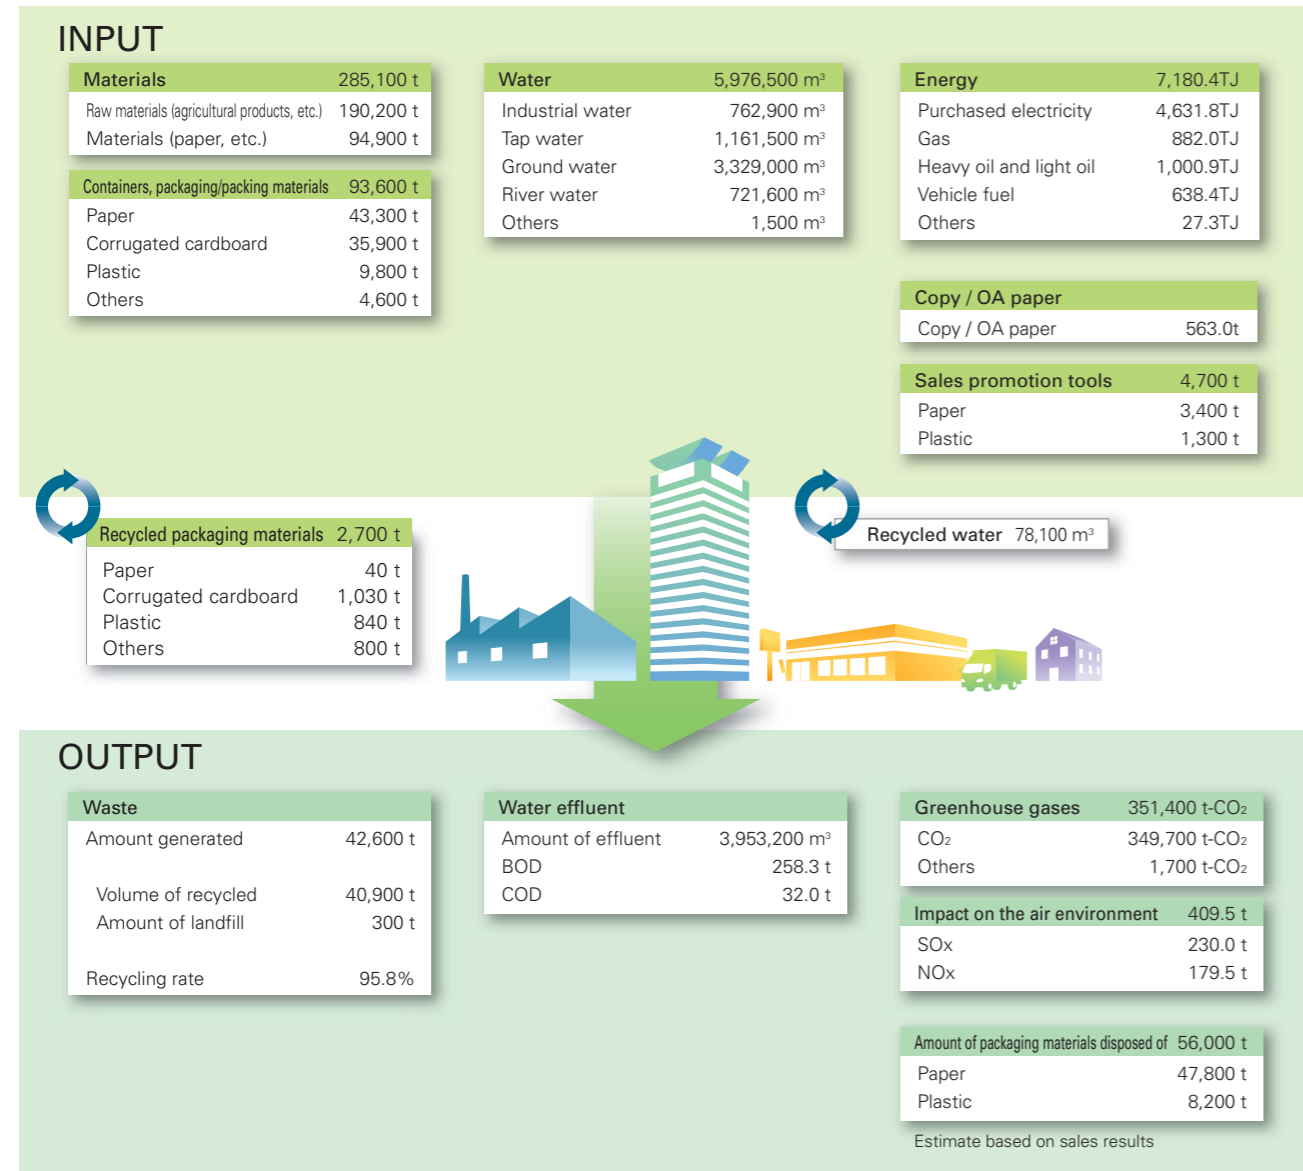 INPUT
Materials 285,100 t
Raw materials (agricultural products, etc.) 190,200 t
Materials (paper, etc.) 94,900 t
Containers, packaging/packing materials 93,600 t
Paper 43,300 t
Corrugated cardboard 35,900 t
Plastic 9,800 t
Others 4,600 t
Water 5,976,500 m³
Industrial water 762,900 m³
Tap water 1,161,500 m³
Ground water 3,329,000 m³
River water 721,600 m³
Others 1,500 m³
Energy 7,180.4TJ
Purchased electricity 4,631.8TJ
Gas 882.0TJ
Heavy oil and light oil 1,000.9TJ
Vehicle fuel 638.4TJ
Others 27.3TJ
Copy / OA paper
Copy / OA paper 563.0t
Sales promotion tools 4,700 t
Paper 3,400 t
Plastic 1,300 t
Recycled packaging materials 2,700 t
Paper 40 t
Corrugated cardboard 1,030 t
Plastic 840 t
Others 800 t
Recycled water 78,100 m³
OUTPUT
Waste
Amount generated 42,600 t
Volume of recycled 40,900 t
Amount of landfill 300 t
Recycling rate 95.8%
Water effluent
Amount of effluent 3,953,200 m³
BOD 258.3 t
COD 32.0 t
Greenhouse gases 351,400 t-CO₂
CO₂ 349,700 t-CO₂
Others 1,700 t-CO₂
Impact on the air environment 409.5 t
SOx 230.0 t
NOx 179.5 t
Amount of packaging materials disposed of 56,000 t
Paper 47,800 t
Plastic 8,200 t
Estimate based on sales results